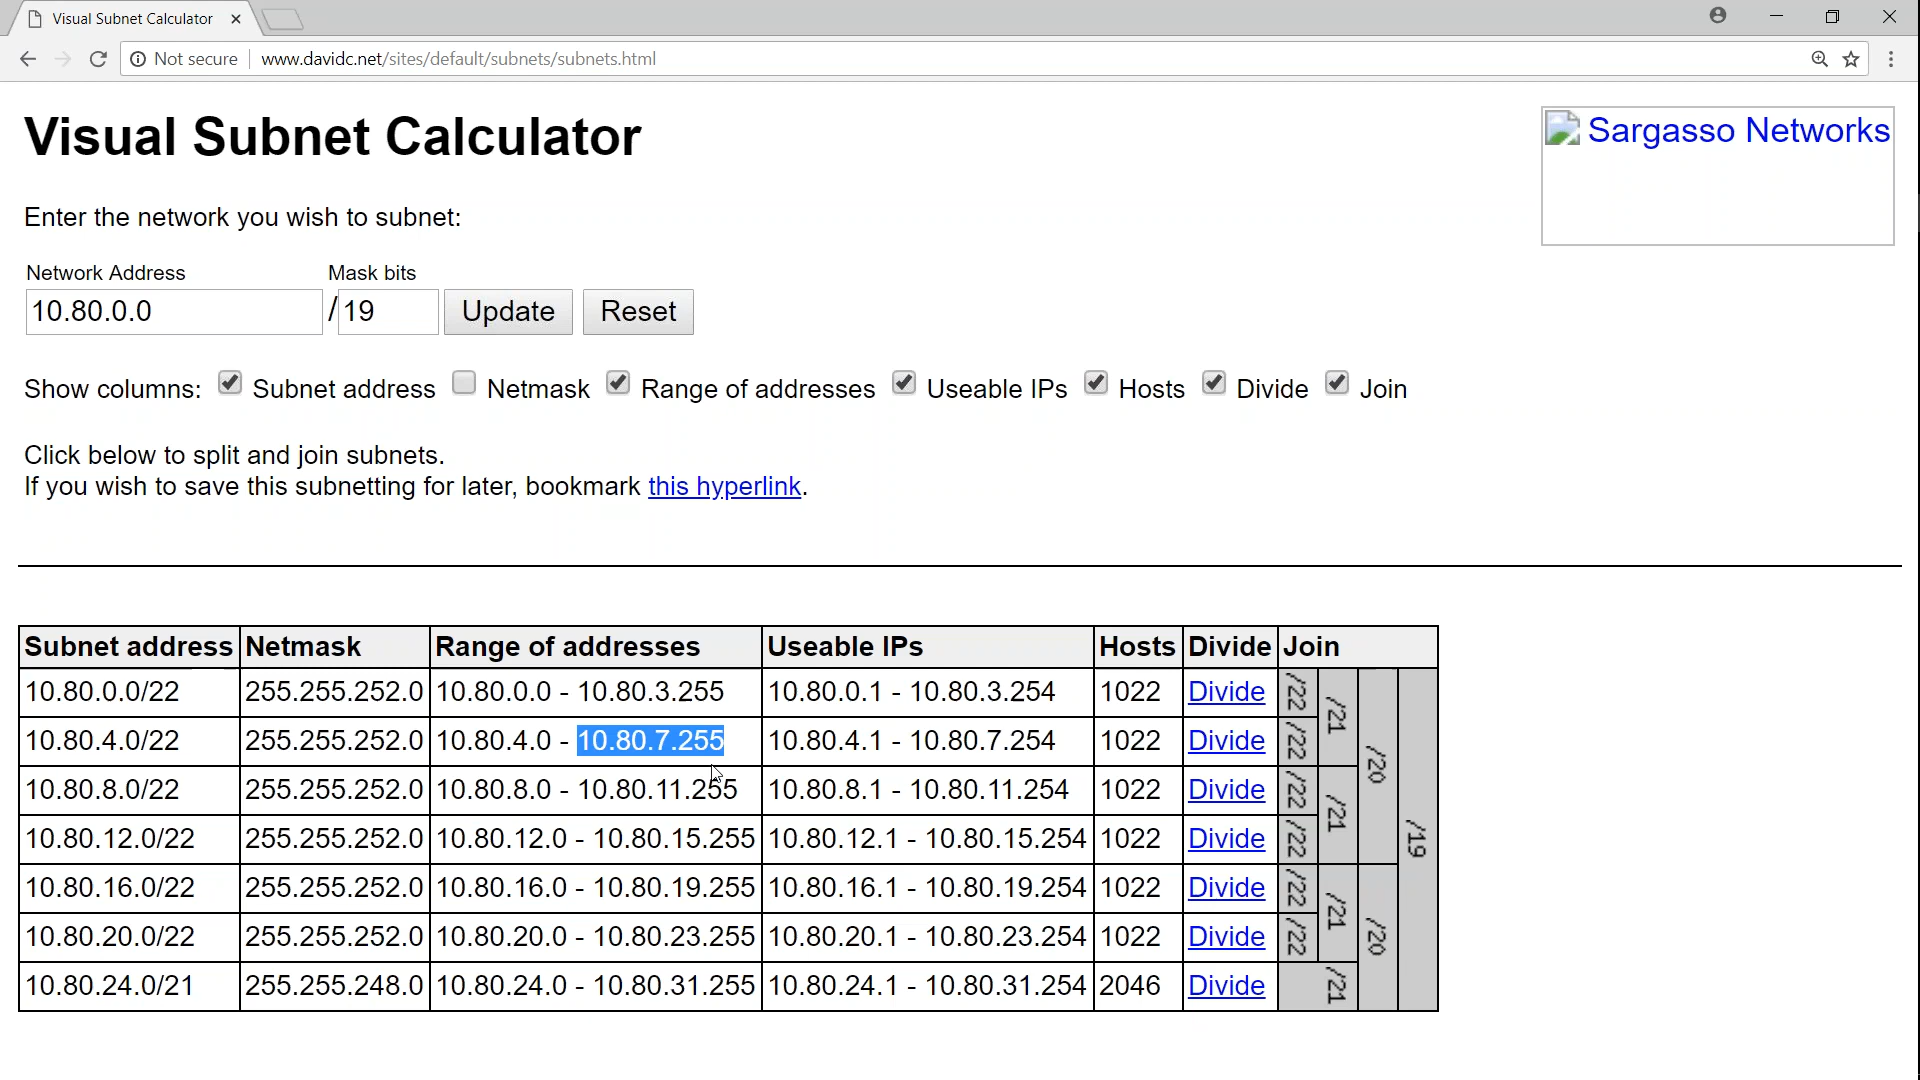 Visual Subnet Calculator
Not secure www.davidc.net/sites/default/subnets/subnets.html
Visual Subnet Calculator
Sargasso Networks
Enter the network you wish to subnet:
Network Address Mask bits
10.80.0.0 / 19 Update Reset
Show columns: Subnet address Netmask Range of addresses Useable IPs Hosts Divide Join
Click below to split and join subnets.
If you wish to save this subnetting for later, bookmark this hyperlink.
Subnet address Netmask Range of addresses Useable IPs Hosts Divide Join
10.80.0.0/22 255.255.252.0 10.80.0.0 - 10.80.3.255 10.80.0.1 - 10.80.3.254 1022 Divide /22 /21 /20 /19
10.80.4.0/22 255.255.252.0 10.80.4.0 - 10.80.7.255 10.80.4.1 - 10.80.7.254 1022 Divide /22
10.80.8.0/22 255.255.252.0 10.80.8.0 - 10.80.11.255 10.80.8.1 - 10.80.11.254 1022 Divide /22 /21
10.80.12.0/22 255.255.252.0 10.80.12.0 - 10.80.15.255 10.80.12.1 - 10.80.15.254 1022 Divide /22
10.80.16.0/22 255.255.252.0 10.80.16.0 - 10.80.19.255 10.80.16.1 - 10.80.19.254 1022 Divide /22 /21 /20
10.80.20.0/22 255.255.252.0 10.80.20.0 - 10.80.23.255 10.80.20.1 - 10.80.23.254 1022 Divide /22
10.80.24.0/21 255.255.248.0 10.80.24.0 - 10.80.31.255 10.80.24.1 - 10.80.31.254 2046 Divide /21